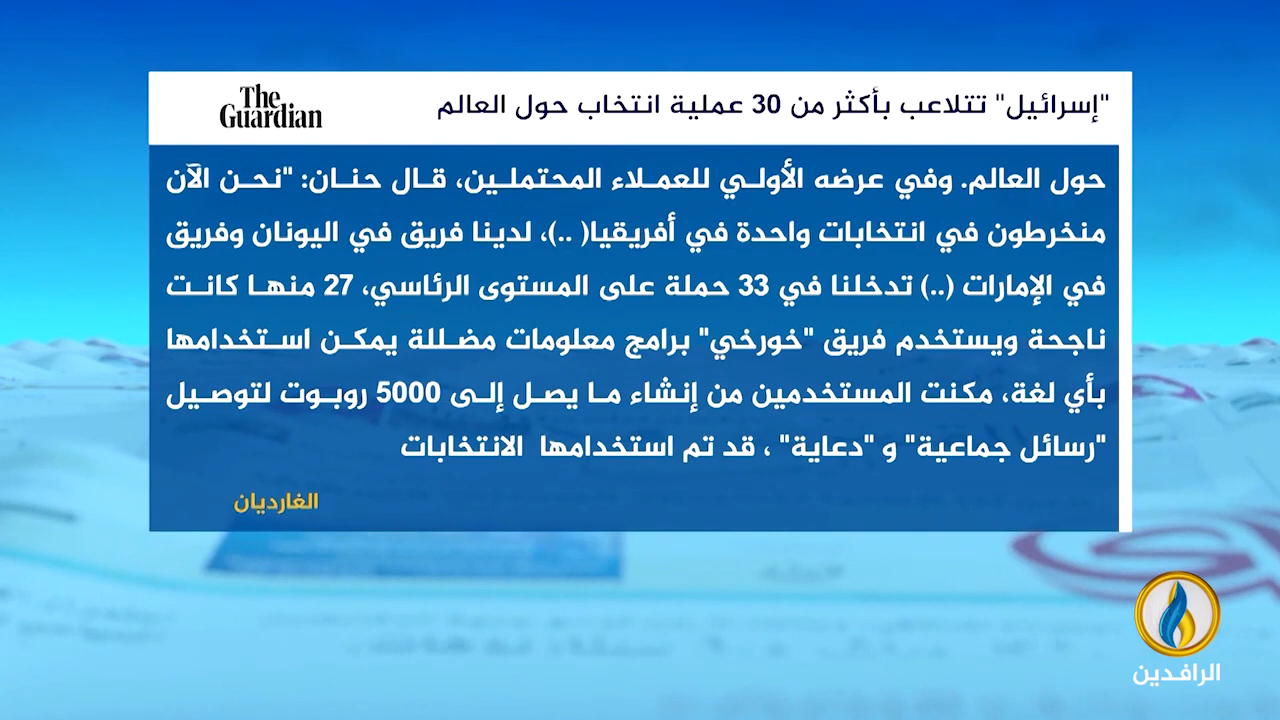 "إسرائيل" تتلاعب بأكثر من 30 عملية انتخاب حول العالم
The
Guardian
حول العالم. وفي عرضه الأولي للعملاء المحتملين، قال حنان: "نحن الآن
منخرطون في انتخابات واحدة في أفريقيا( ..)، لدينا فريق في اليونان وفريق
في الإمارات (..) تدخلنا في 33 حملة على المستوى الرئاسي، 27 منها كانت
ناجحة ويستخدم فريق "خورخي" برامج معلومات مضللة يمكن استخدامها
بأي لغة، مكنت المستخدمين من إنشاء ما يصل إلى 5000 روبوت لتوصيل
"رسائل جماعية" و "دعاية" ، قد تم استخدامها الانتخابات
الغارديان
الرافدين